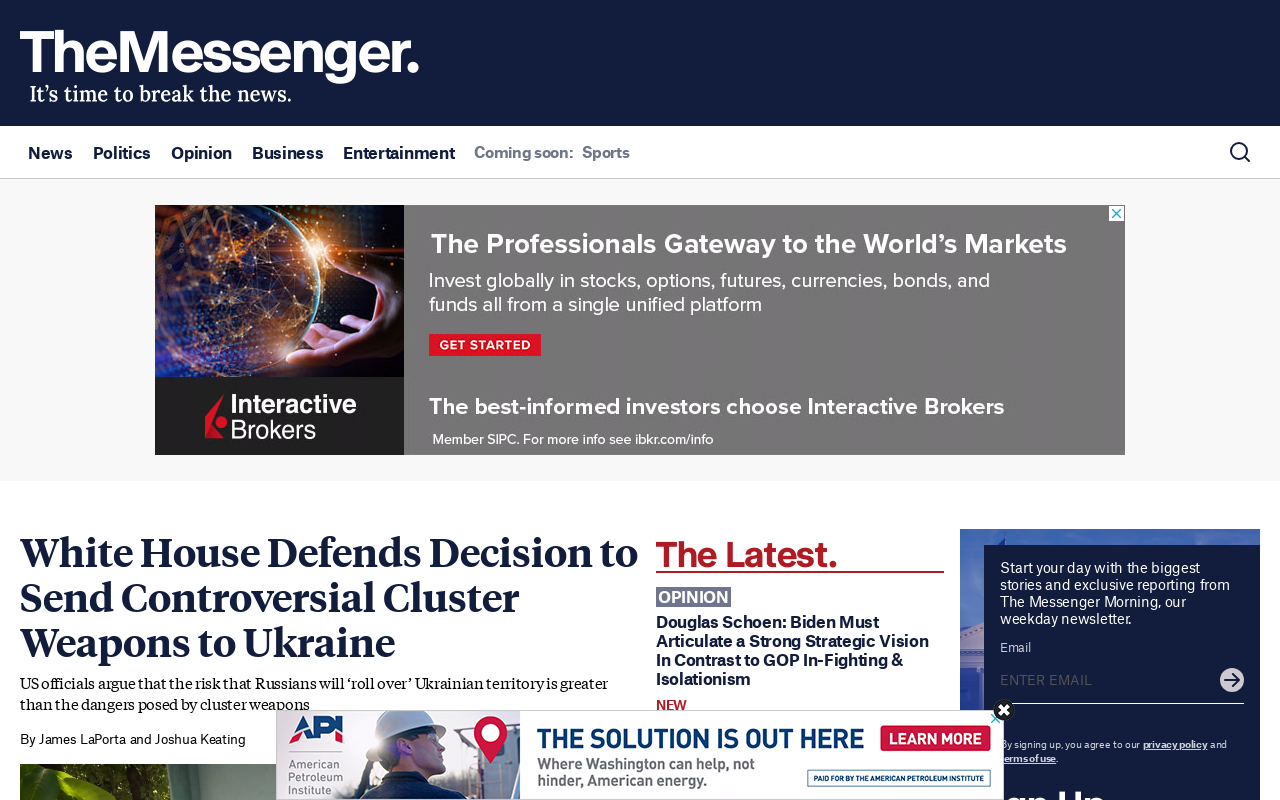 TheMessenger.
It's time to break the news.
News Politics Opinion Business Entertainment Coming soon: Sports
The Professionals Gateway to the World's Markets
Invest globally in stocks, options, futures, currencies, bonds, and
funds all from a single unified platform
GET STARTED
Interactive
Brokers
The best-informed investors choose Interactive Brokers
Member SIPC. For more info see ibkr.com/info
White House Defends Decision to
Send Controversial Cluster
Weapons to Ukraine
US officials argue that the risk that Russians will ‘roll over’ Ukrainian territory is greater
than the dangers posed by cluster weapons
By James LaPorta and Joshua Keating
The Latest.
OPINION
Douglas Schoen: Biden Must
Articulate a Strong Strategic Vision
In Contrast to GOP In-Fighting &
Isolationism
NEW
Start your day with the biggest
stories and exclusive reporting from
The Messenger Morning, our
weekday newsletter.
Email
ENTER EMAIL
By signing up, you agree to our privacy policy and
terms of use.
API
American
Petroleum
Institute
THE SOLUTION IS OUT HERE
Where Washington can help, not
hinder, American energy.
LEARN MORE
PAID FOR BY THE AMERICAN PETROLEUM INSTITUTE